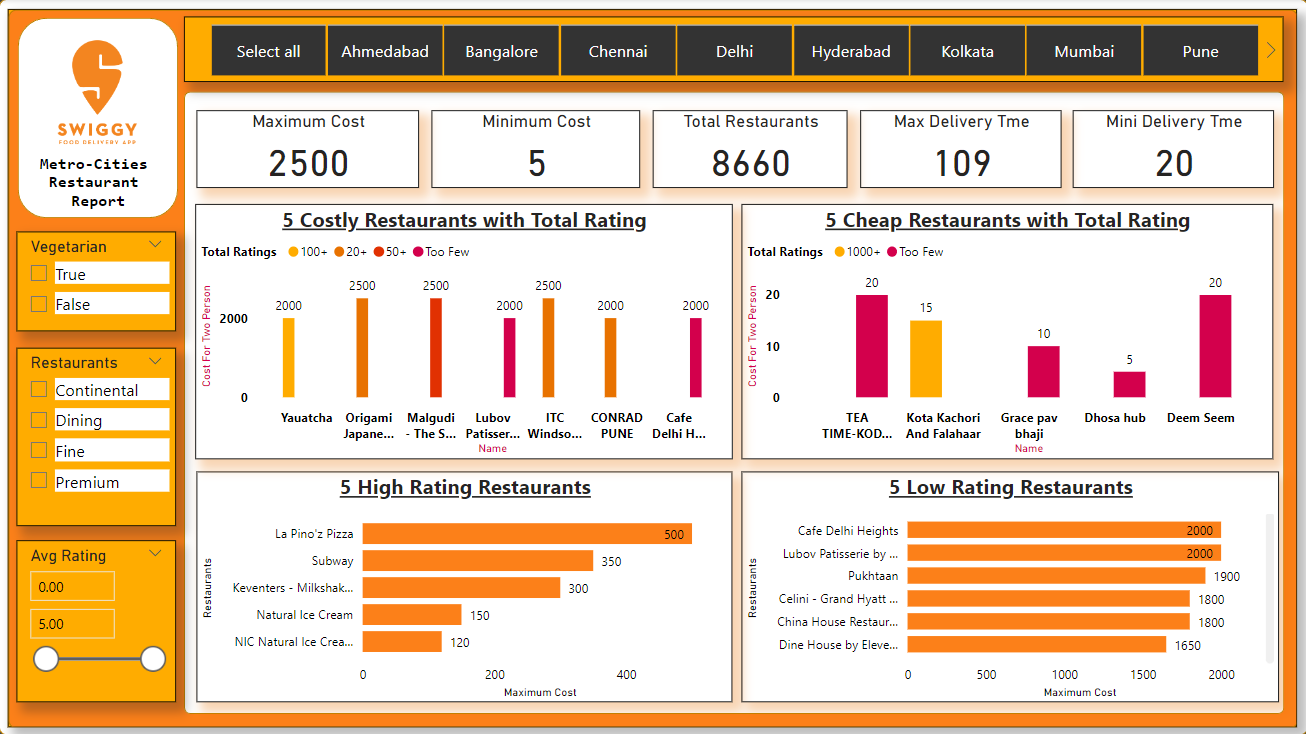 SWIGGY
FOOD DELIVERY APP
Metro-Cities
Restaurant
Report
Select all
Ahmedabad
Bangalore
Chennai
Delhi
Hyderabad
Kolkata
Mumbai
Pune
Maximum Cost
2500
Minimum Cost
5
Total Restaurants
8660
Max Delivery Tme
109
Mini Delivery Tme
20
Vegetarian
True
False
Restaurants
Continental
Dining
Fine
Premium
Avg Rating
0.00
5.00
5 Costly Restaurants with Total Rating
Total Ratings 100+ 20+ 50+ Too Few
Cost For Two Person
2000
0
2000
2500
2500
2000
2500
2000
2000
Yauatcha
Origami
Japane...
Malgudi
- The S...
Lubov
Patisser...
ITC
Windso...
CONRAD
PUNE
Cafe
Delhi H...
Name
5 Cheap Restaurants with Total Rating
Total Ratings 1000+ Too Few
Cost For Two Person
20
10
0
20
15
10
5
20
TEA
TIME-KOD...
Kota Kachori
And Falahaar
Grace pav
bhaji
Dhosa hub
Deem Seem
Name
5 High Rating Restaurants
Restaurants
La Pino'z Pizza 500
Subway 350
Keventers - Milkshak... 300
Natural Ice Cream 150
NIC Natural Ice Crea... 120
0 200 400
Maximum Cost
5 Low Rating Restaurants
Restaurants
Cafe Delhi Heights 2000
Lubov Patisserie by ... 2000
Pukhtaan 1900
Celini - Grand Hyatt ... 1800
China House Restaur... 1800
Dine House by Eleve... 1650
0 500 1000 1500 2000
Maximum Cost